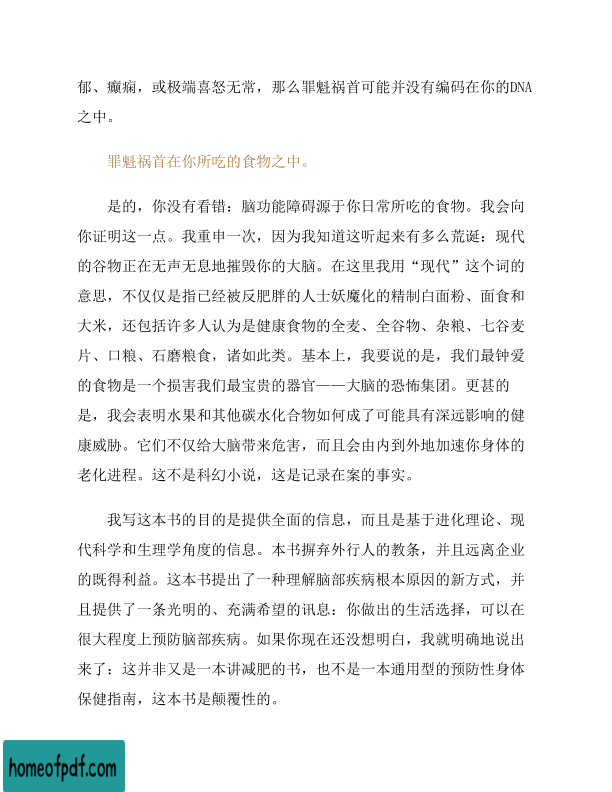 郁、癫痫，或极端喜怒无常，那么罪魁祸首可能并没有编码在你的DNA
之中。
罪魁祸首在你所吃的食物之中。
是的，你没有看错：脑功能障碍源于你日常所吃的食物。我会向
你证明这一点。我重申一次，因为我知道这听起来有多么荒诞：现代
的谷物正在无声无息地摧毁你的大脑。在这里我用“现代”这个词的
意思，不仅仅是指已经被反肥胖的人士妖魔化的精制白面粉、面食和
大米，还包括许多人认为是健康食物的全麦、全谷物、杂粮、七谷麦
片、口粮、石磨粮食，诸如此类。基本上，我要说的是，我们最钟爱
的食物是一个损害我们最宝贵的器官——大脑的恐怖集团。更甚的
是，我会表明水果和其他碳水化合物如何成了可能具有深远影响的健
康威胁。它们不仅给大脑带来危害，而且会由内到外地加速你身体的
老化进程。这不是科幻小说，这是记录在案的事实。
我写这本书的目的是提供全面的信息，而且是基于进化理论、现
代科学和生理学角度的信息。本书摒弃外行人的教条，并且远离企业
的既得利益。这本书提出了一种理解脑部疾病根本原因的新方式，并
且提供了一条光明的、充满希望的讯息：你做出的生活选择，可以在
很大程度上预防脑部疾病。如果你现在还没想明白，我就明确地说出
来了：这并非又是一本讲减肥的书，也不是一本通用型的预防性身体
保健指南，这本书是颠覆性的。
homeofpdf.com